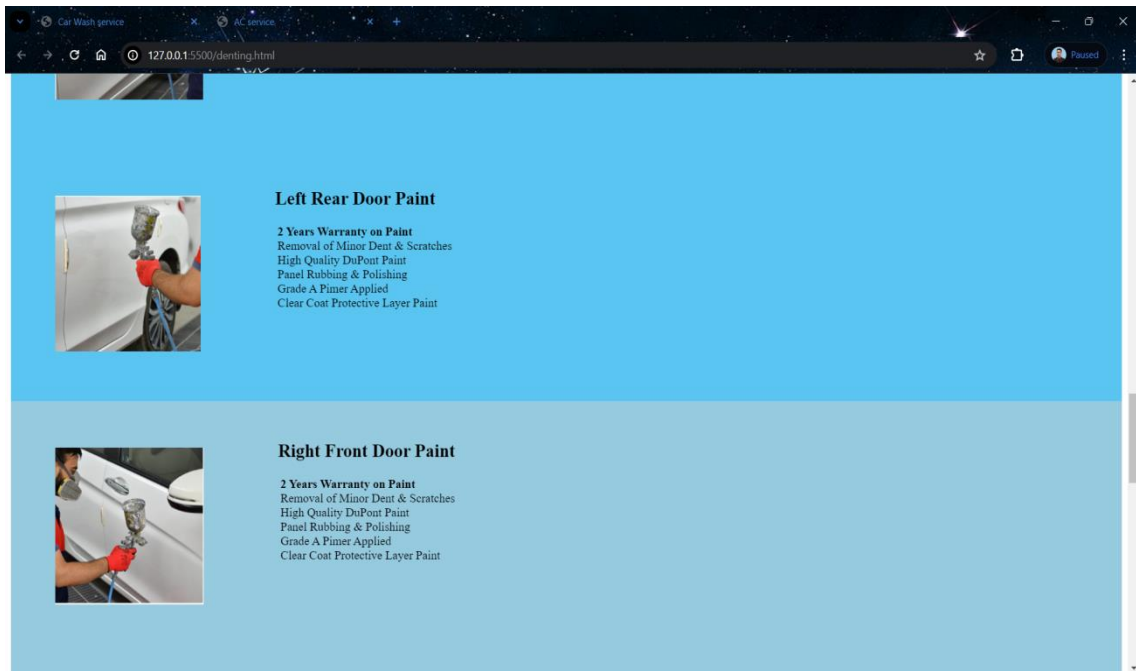 Car Wash service
AC service
127.0.0.1:5500/denting.html
Paused
Left Rear Door Paint
2 Years Warranty on Paint
Removal of Minor Dent & Scratches
High Quality DuPont Paint
Panel Rubbing & Polishing
Grade A Pimer Applied
Clear Coat Protective Layer Paint
Right Front Door Paint
2 Years Warranty on Paint
Removal of Minor Dent & Scratches
High Quality DuPont Paint
Panel Rubbing & Polishing
Grade A Pimer Applied
Clear Coat Protective Layer Paint